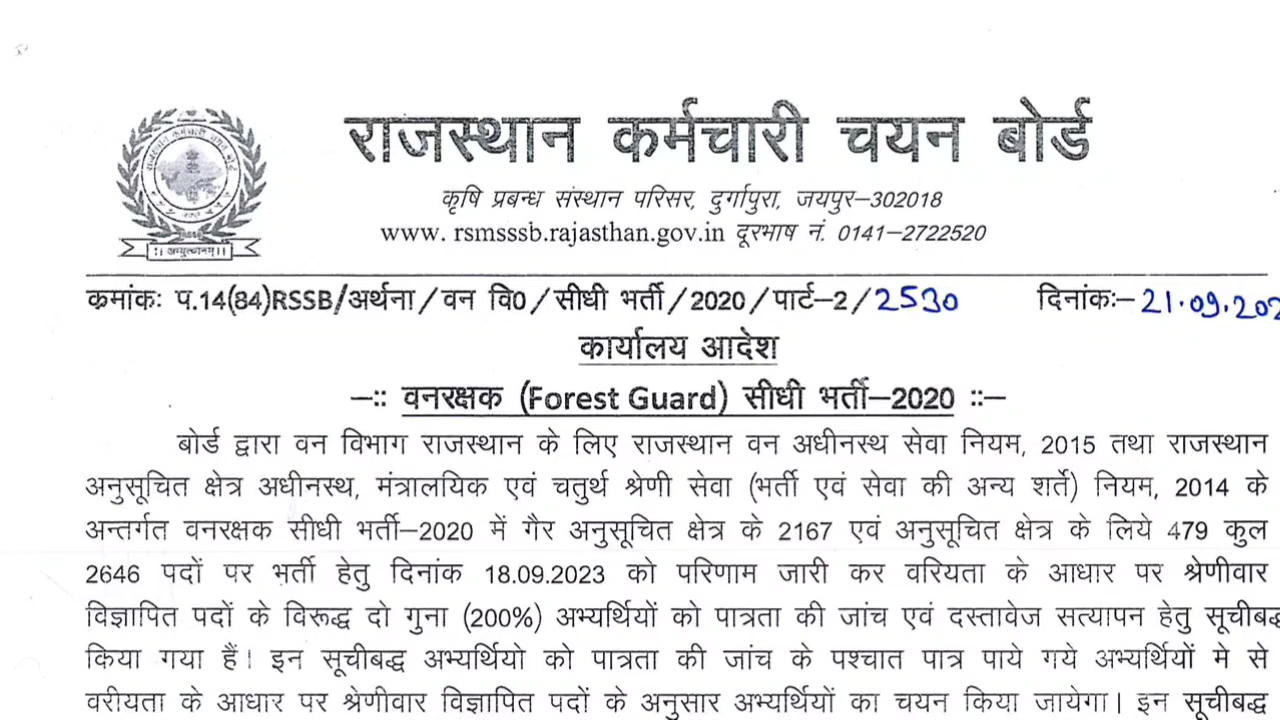 राजस्थान कर्मचारी चयन बोर्ड
कृषि प्रबन्ध संस्थान परिसर, दुर्गापुरा, जयपुर–302018
www. rsmsssb.rajasthan.gov.in दूरभाष नं. 0141–2722520
क्रमांकः प.14(84)RSSB/अर्थना/वन वि0/सीधी भर्ती/2020/पार्ट–2/2530 दिनांकः– 21.09.202
कार्यालय आदेश
–:: वनरक्षक (Forest Guard) सीधी भर्ती–2020 ::–
बोर्ड द्वारा वन विभाग राजस्थान के लिए राजस्थान वन अधीनस्थ सेवा नियम, 2015 तथा राजस्थान
अनुसूचित क्षेत्र अधीनस्थ, मंत्रालयिक एवं चतुर्थ श्रेणी सेवा (भर्ती एवं सेवा की अन्य शर्ते) नियम, 2014 के
अन्तर्गत वनरक्षक सीधी भर्ती–2020 में गैर अनुसूचित क्षेत्र के 2167 एवं अनुसूचित क्षेत्र के लिये 479 कुल
2646 पदों पर भर्ती हेतु दिनांक 18.09.2023 को परिणाम जारी कर वरियता के आधार पर श्रेणीवार
विज्ञापित पदों के विरूद्ध दो गुना (200%) अभ्यर्थियों को पात्रता की जांच एवं दस्तावेज सत्यापन हेतु सूचीबद्ध
किया गया हैं। इन सूचीबद्ध अभ्यर्थियो को पात्रता की जांच के पश्चात पात्र पाये गये अभ्यर्थियों मे से
वरीयता के आधार पर श्रेणीवार विज्ञापित पदों के अनुसार अभ्यर्थियों का चयन किया जायेगा। इन सूचीबद्ध